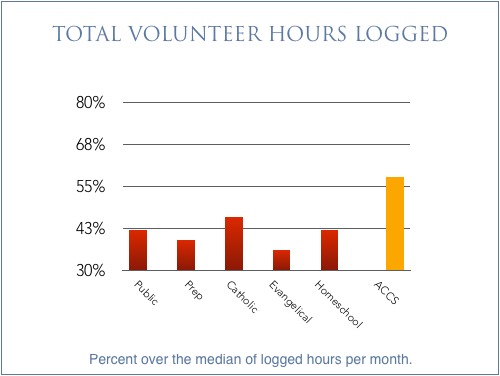 TOTAL VOLUNTEER HOURS LOGGED
80%
68%
55%
43%
30%
Public
Prep
Catholic
Evangelical
Homeschool
ACCS
Percent over the median of logged hours per month.